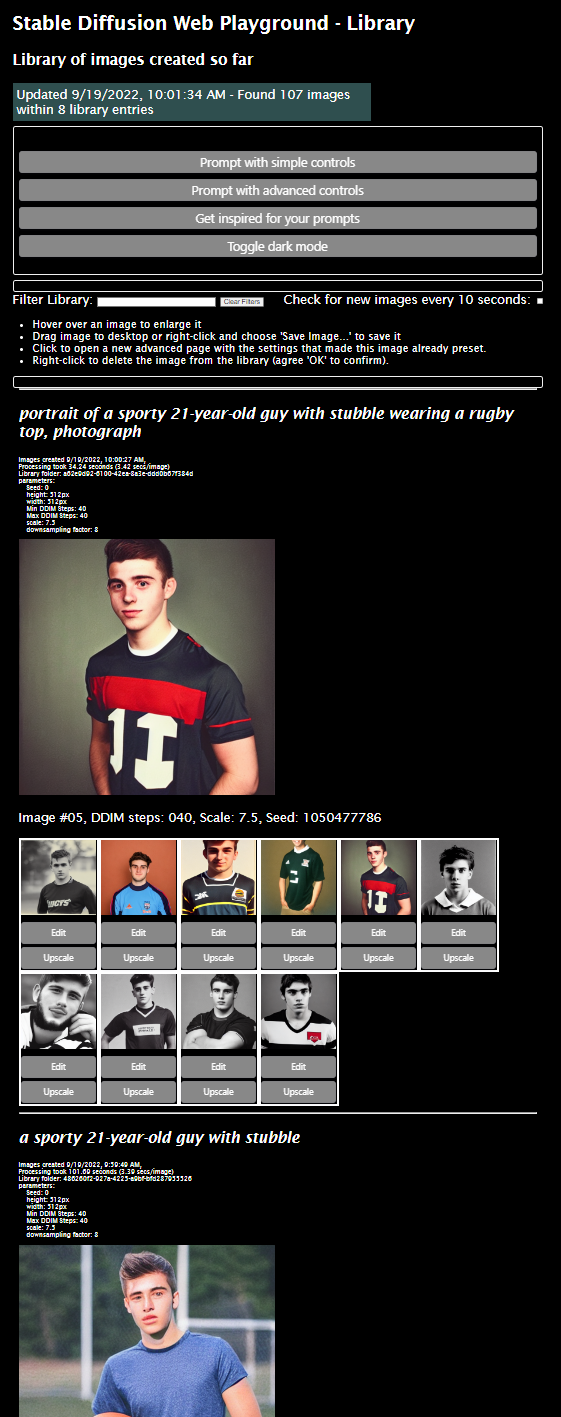 Stable Diffusion Web Playground - Library
Library of images created so far
Updated 9/19/2022, 10:01:34 AM - Found 107 images
within 8 library entries
Prompt with simple controls
Prompt with advanced controls
Get inspired for your prompts
Toggle dark mode
Filter Library:
Clear Filters
Check for new images every 10 seconds:
Hover over an image to enlarge it
Drag image to desktop or right-click and choose 'Save Image...' to save it
Click to open a new advanced page with the settings that made this image already preset.
Right-click to delete the image from the library (agree 'OK' to confirm).
portrait of a sporty 21-year-old guy with stubble wearing a rugby
top, photograph
Images created 9/19/2022, 10:00:27 AM,
Processing took 34.24 seconds (3.42 secs/image)
Library folder: a62e9d92-6100-42ea-8a3e-ddd0b67f384d
parameters:
Seed: 0
height: 512px
width: 512px
Min DDIM Steps: 40
Max DDIM Steps: 40
scale: 7.5
downsampling factor: 8
Image #05, DDIM steps: 040, Scale: 7.5, Seed: 1050477786
Edit Edit Edit Edit Edit Edit
Upscale Upscale Upscale Upscale Upscale Upscale
Edit Edit Edit Edit
Upscale Upscale Upscale Upscale
a sporty 21-year-old guy with stubble
Images created 9/19/2022, 9:59:49 AM,
Processing took 101.69 seconds (3.39 secs/image)
Library folder:
parameters:
Seed: 0
height: 512px
width: 512px
Min DDIM Steps: 40
Max DDIM Steps: 40
scale: 7.5
downsampling factor: 8